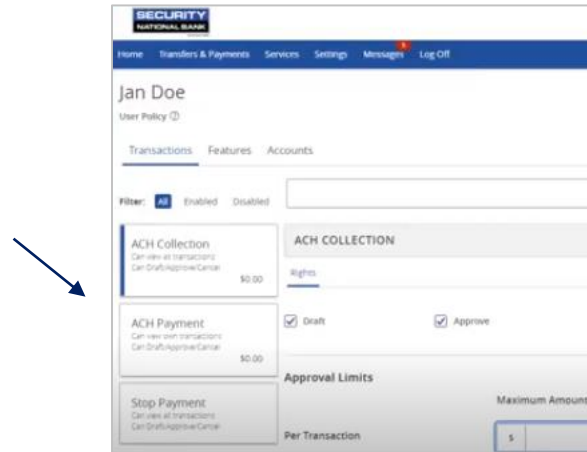 SECURITY
NATIONAL BANK
Home Transfers & Payments Services Settings Messages Log Off
Jan Doe
User Policy
Transactions Features Accounts
Filter: All Enabled Disabled
ACH Collection
Can view all transactions
Can Draft/Approve/Cancel
$0.00
ACH COLLECTION
Rights
Draft Approve
ACH Payment
Can view own transactions
Can Draft/Approve/Cancel
$0.00
Approval Limits
Stop Payment
Can view all transactions
Can Draft/Approve/Cancel
Maximum Amount
Per Transaction $